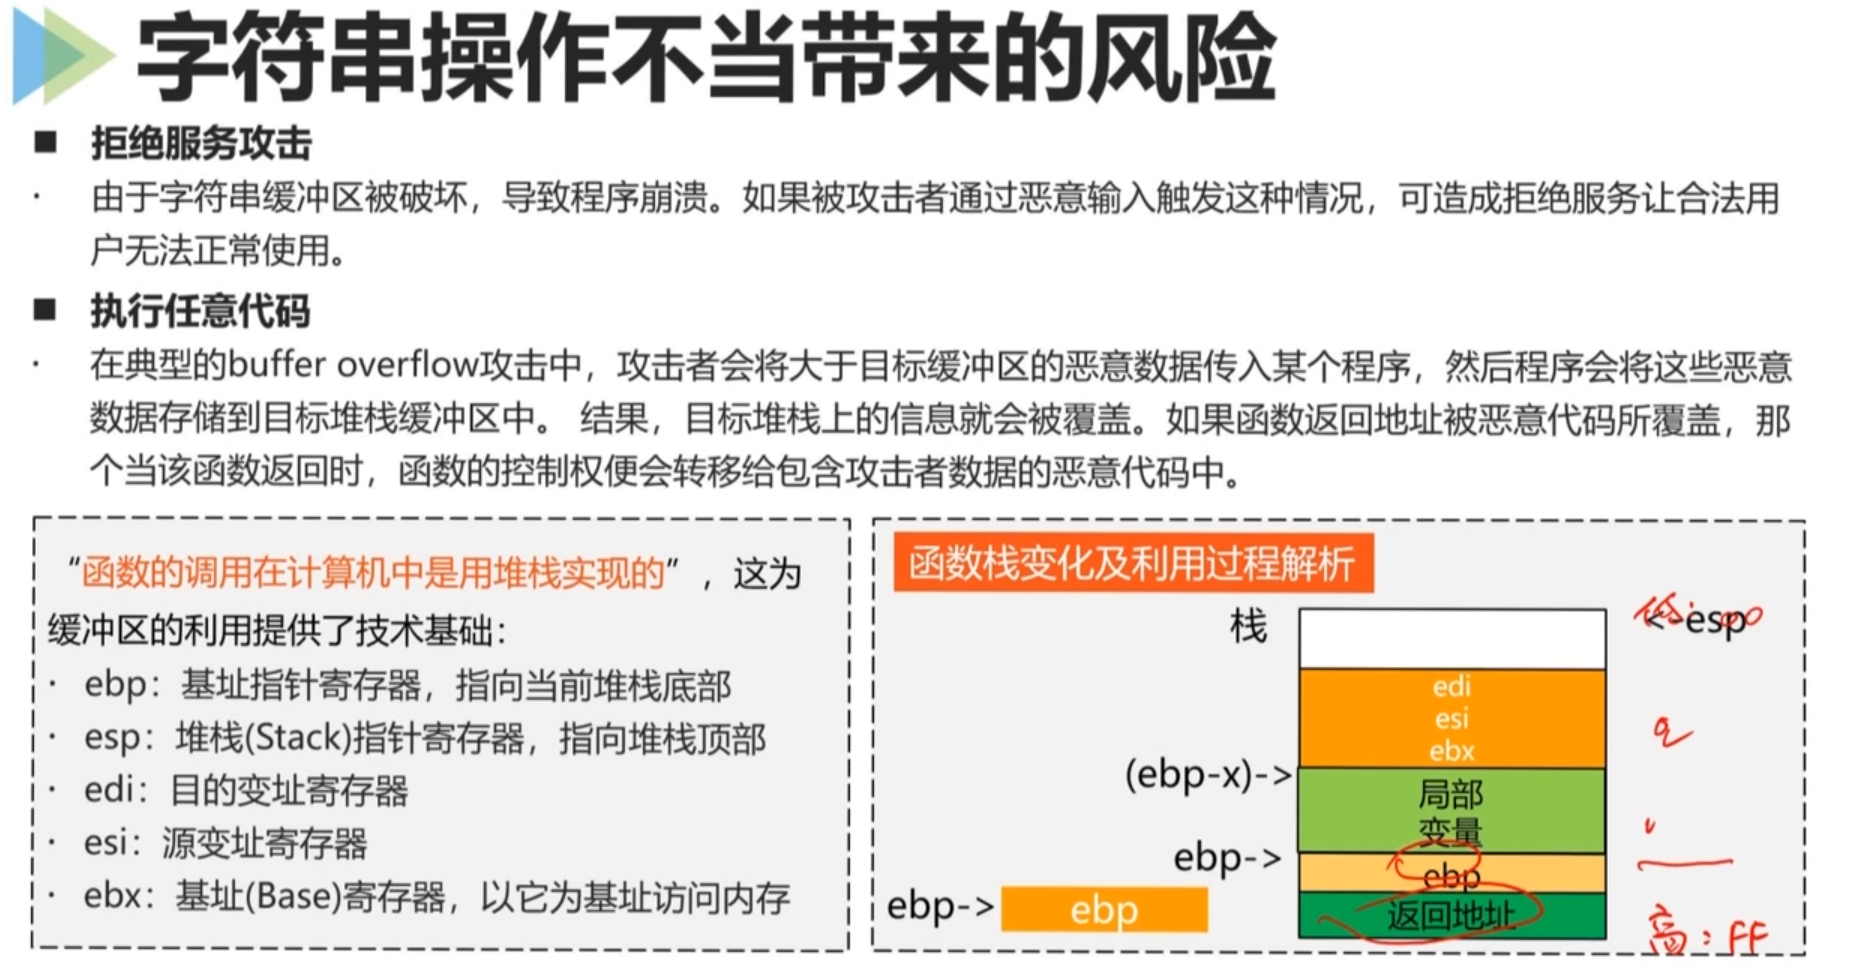 字符串操作不当带来的风险
■ 拒绝服务攻击
· 由于字符串缓冲区被破坏，导致程序崩溃。如果被攻击者通过恶意输入触发这种情况，可造成拒绝服务让合法用
户无法正常使用。
■ 执行任意代码
· 在典型的buffer overflow攻击中，攻击者会将大于目标缓冲区的恶意数据传入某个程序，然后程序会将这些恶意
数据存储到目标堆栈缓冲区中。 结果，目标堆栈上的信息就会被覆盖。如果函数返回地址被恶意代码所覆盖，那
个当该函数返回时，函数的控制权便会转移给包含攻击者数据的恶意代码中。
“函数的调用在计算机中是用堆栈实现的”，这为
缓冲区的利用提供了技术基础：
· ebp：基址指针寄存器，指向当前堆栈底部
· esp：堆栈(Stack)指针寄存器，指向堆栈顶部
· edi：目的变址寄存器
· esi：源变址寄存器
· ebx：基址(Base)寄存器，以它为基址访问内存
函数栈变化及利用过程解析
栈
<-esp
低：00
edi
esi
ebx
(ebp-x)->
局部
变量
ebp->
ebp
ebp->
ebp
返回地址
高：FF